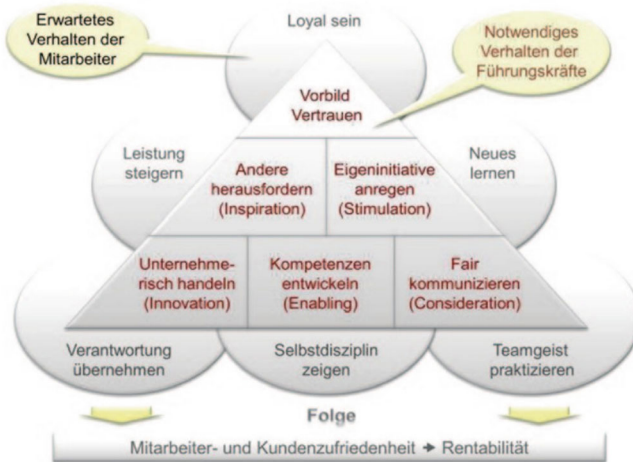 Erwartetes
Verhalten der
Mitarbeiter
Loyal sein
Notwendiges
Verhalten der
Führungskräfte
Vorbild
Vertrauen
Leistung
steigern
Andere
herausfordern
(Inspiration)
Eigeninitiative
anregen
(Stimulation)
Neues
lernen
Unternehme-
risch handeln
(Innovation)
Kompetenzen
entwickeln
(Enabling)
Fair
kommunizieren
(Consideration)
Verantwortung
übernehmen
Selbstdisziplin
zeigen
Teamgeist
praktizieren
Folge
Mitarbeiter- und Kundenzufriedenheit → Rentabilität